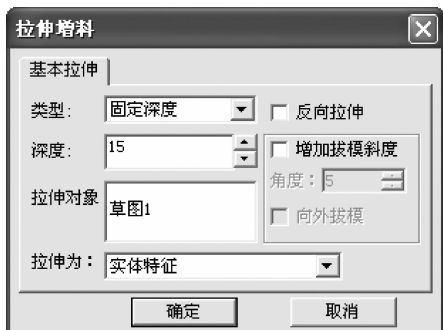 拉伸增料
基本拉伸
类型: 固定深度 反向拉伸
深度: 15 增加拔模斜度
角度: 5
拉伸对象 草图1 向外拔模
拉伸为: 实体特征
确定 取消